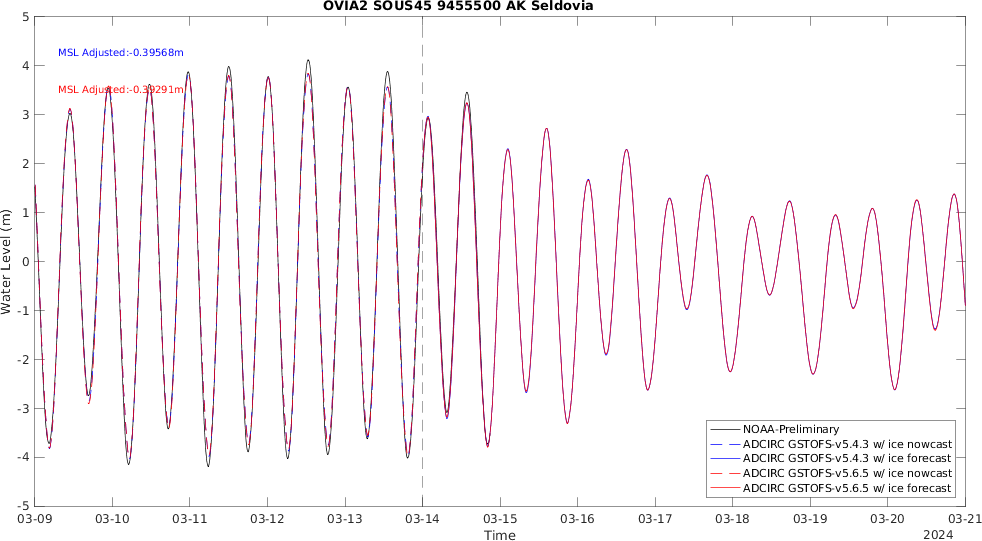 OVIA2 SOUS45 9455500 AK Seldovia
MSL Adjusted:-0.39568m
MSL Adjusted:-0.39291m
Water Level (m)
5
4
3
2
1
0
-1
-2
-3
-4
-5
NOAA-Preliminary
ADCIRC GSTOFS-v5.4.3 w/ ice nowcast
ADCIRC GSTOFS-v5.4.3 w/ ice forecast
ADCIRC GSTOFS-v5.6.5 w/ ice nowcast
ADCIRC GSTOFS-v5.6.5 w/ ice forecast
03-09 03-10 03-11 03-12 03-13 03-14 03-15 03-16 03-17 03-18 03-19 03-20 03-21
Time
2024